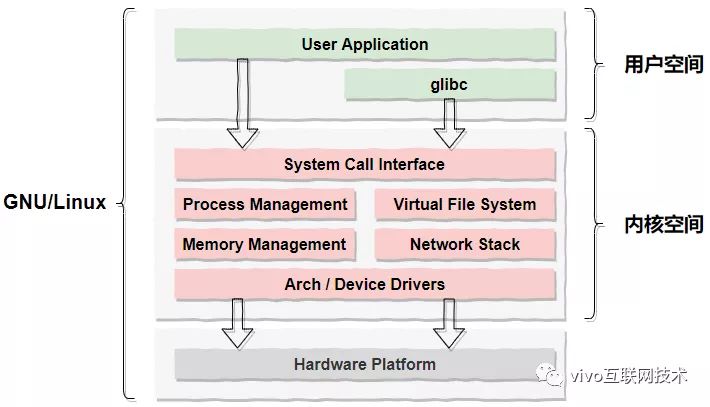 User Application
用户空间
glibc
System Call Interface
GNU/Linux
Process Management
Virtual File System
内核空间
Memory Management
Network Stack
Arch / Device Drivers
Hardware Platform
vivo互联网技术